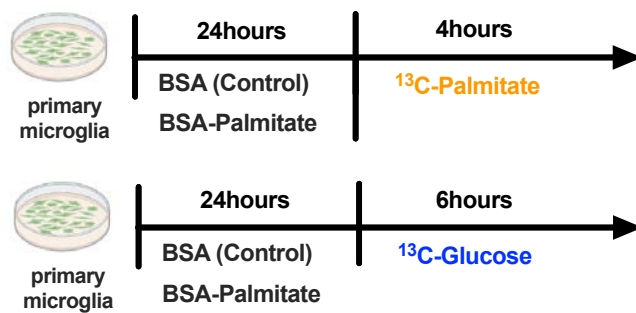 24hours
4hours
BSA (Control)
¹³C-Palmitate
BSA-Palmitate
primary
microglia
24hours
6hours
BSA (Control)
¹³C-Glucose
BSA-Palmitate
primary
microglia